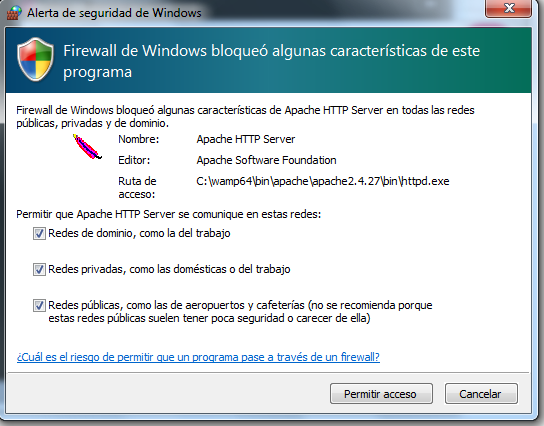 Alerta de seguridad de Windows
Firewall de Windows bloqueó algunas características de este
programa
Firewall de Windows bloqueó algunas características de Apache HTTP Server en todas las redes
públicas, privadas y de dominio.
Nombre: Apache HTTP Server
Editor: Apache Software Foundation
Ruta de C:\wamp64\bin\apache\apache2.4.27\bin\httpd.exe
acceso:
Permitir que Apache HTTP Server se comunique en estas redes:
Redes de dominio, como la del trabajo
Redes privadas, como las domésticas o del trabajo
Redes públicas, como las de aeropuertos y cafeterías (no se recomienda porque
estas redes públicas suelen tener poca seguridad o carecer de ella)
¿Cuál es el riesgo de permitir que un programa pase a través de un firewall?
Permitir acceso Cancelar